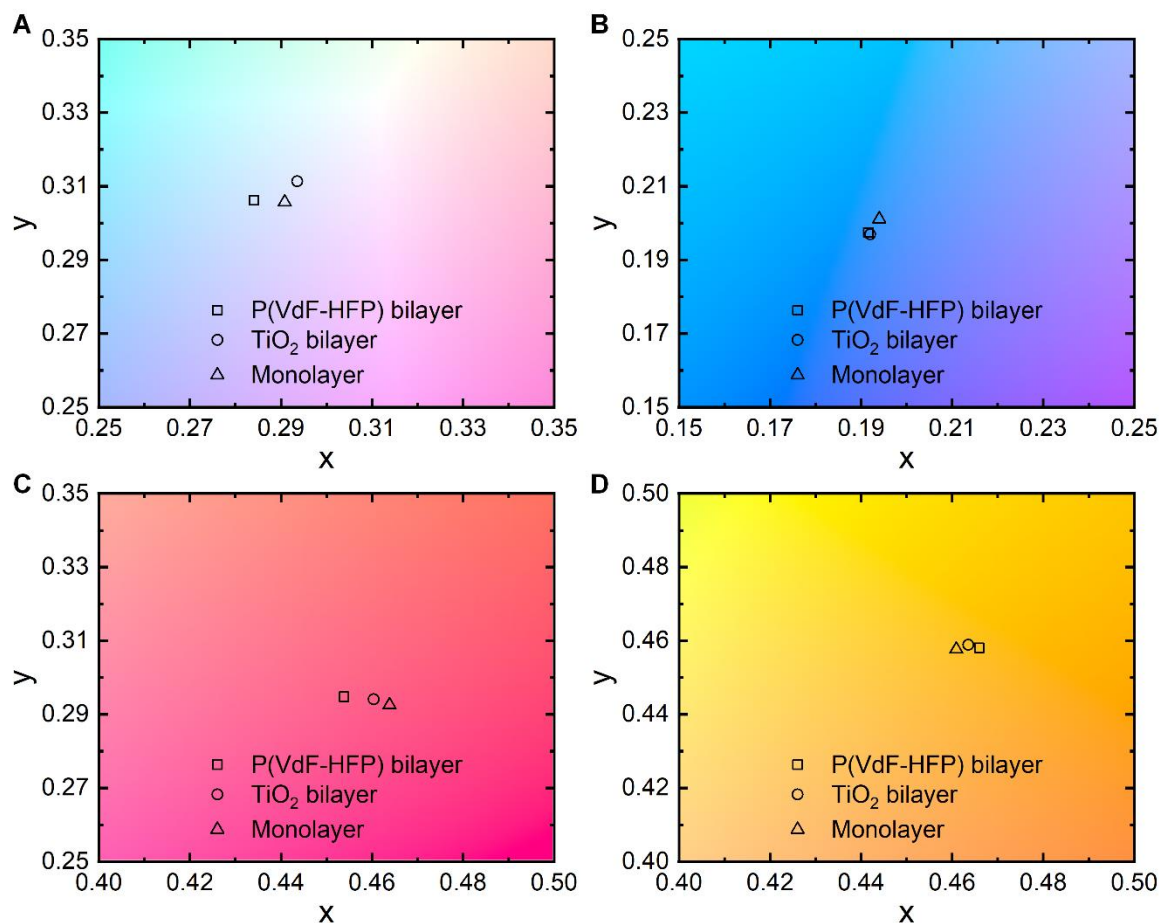 A
0.35
0.33
0.31
0.29
0.27
0.25
y
P(VdF-HFP) bilayer
TiO₂ bilayer
Monolayer
0.25 0.27 0.29 0.31 0.33 0.35
x
B
0.25
0.23
0.21
0.19
0.17
0.15
y
P(VdF-HFP) bilayer
TiO₂ bilayer
Monolayer
0.15 0.17 0.19 0.21 0.23 0.25
x
C
0.35
0.33
0.31
0.29
0.27
0.25
y
P(VdF-HFP) bilayer
TiO₂ bilayer
Monolayer
0.40 0.42 0.44 0.46 0.48 0.50
x
D
0.50
0.48
0.46
0.44
0.42
0.40
y
P(VdF-HFP) bilayer
TiO₂ bilayer
Monolayer
0.40 0.42 0.44 0.46 0.48 0.50
x